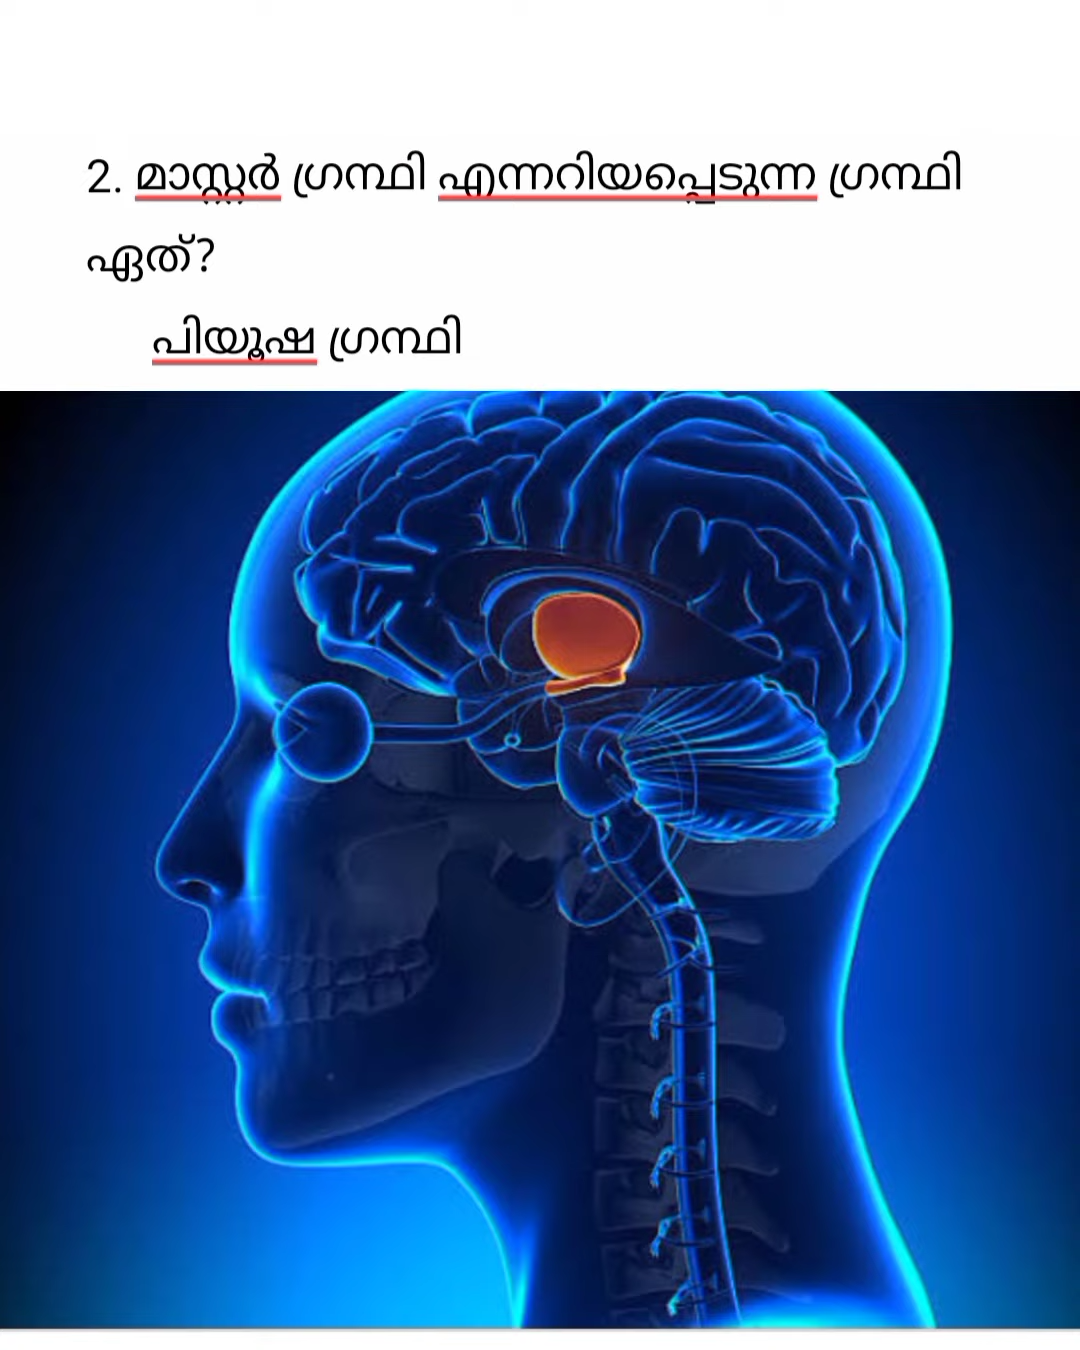 2. മാസ്റ്റർ ഗ്രന്ഥി എന്നറിയപ്പെടുന്ന ഗ്രന്ഥി
ഏത്?
പിയൂഷ ഗ്രന്ഥി